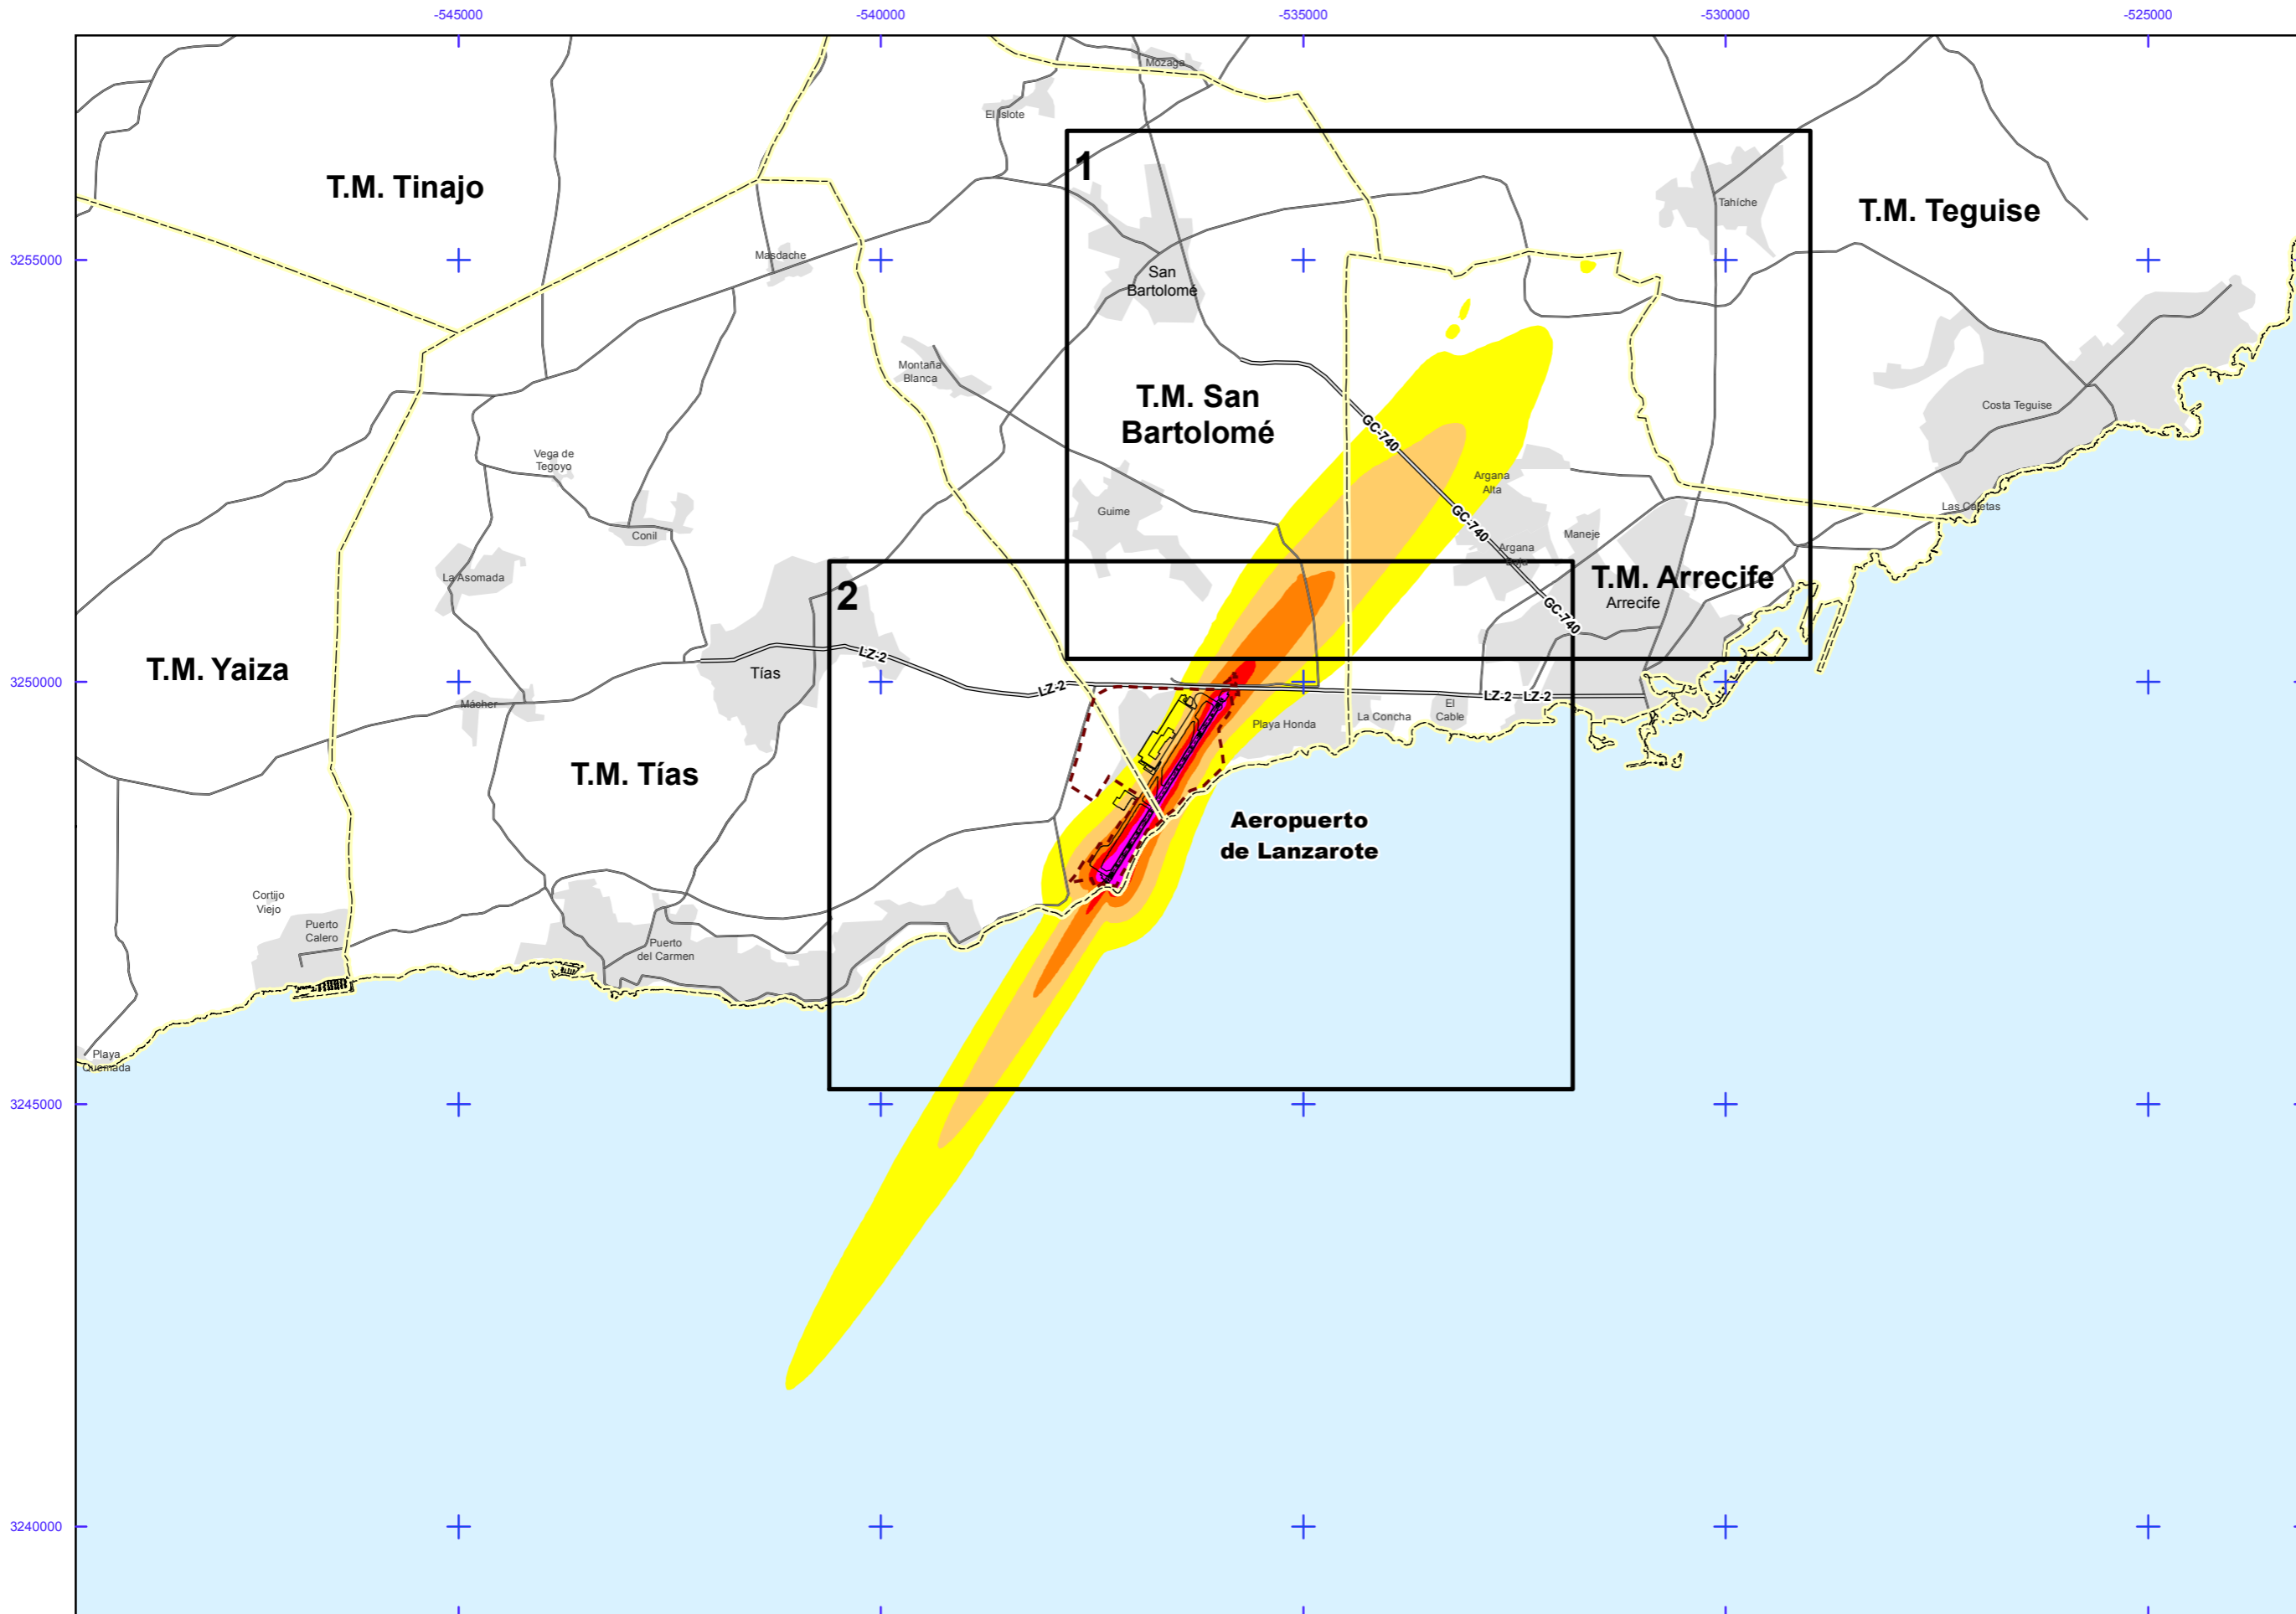 -545000
-540000
-535000
-530000
-525000
Mozaga
El Islote
1
T.M. Tinajo
Tahíche
T.M. Teguise
3255000
Masdache
San
Bartolomé
Montaña
Blanca
T.M. San
Bartolomé
Costa Teguise
GC-740
Vega de
Tegoyo
Argana
Alta
Guime
GC-740
Las Caletas
Conil
Maneje
Argana
Baja
La Asomada
T.M. Arrecife
2
Arrecife
GC-740
T.M. Yaiza
Tías
LZ-2
LZ-2
3250000
LZ-2
LZ-2
Mácher
Playa Honda
La Concha
El
Cable
T.M. Tías
Aeropuerto
de Lanzarote
Cortijo
Viejo
Puerto
Calero
Puerto
del Carmen
Playa
Quemada
3245000
3240000